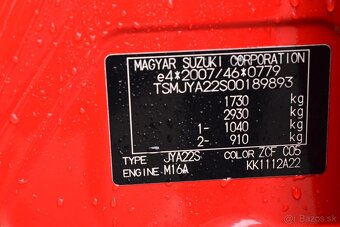 MAGYAR SUZUKI CORPORATION
e4*2007/46*0779
TSMJYA22S00189893
1730 kg
2930 kg
1- 1040 kg
2- 910 kg
TYPE JYA22S COLOR ZCF C05
ENGINE M16A KK1112A22
bazos.sk